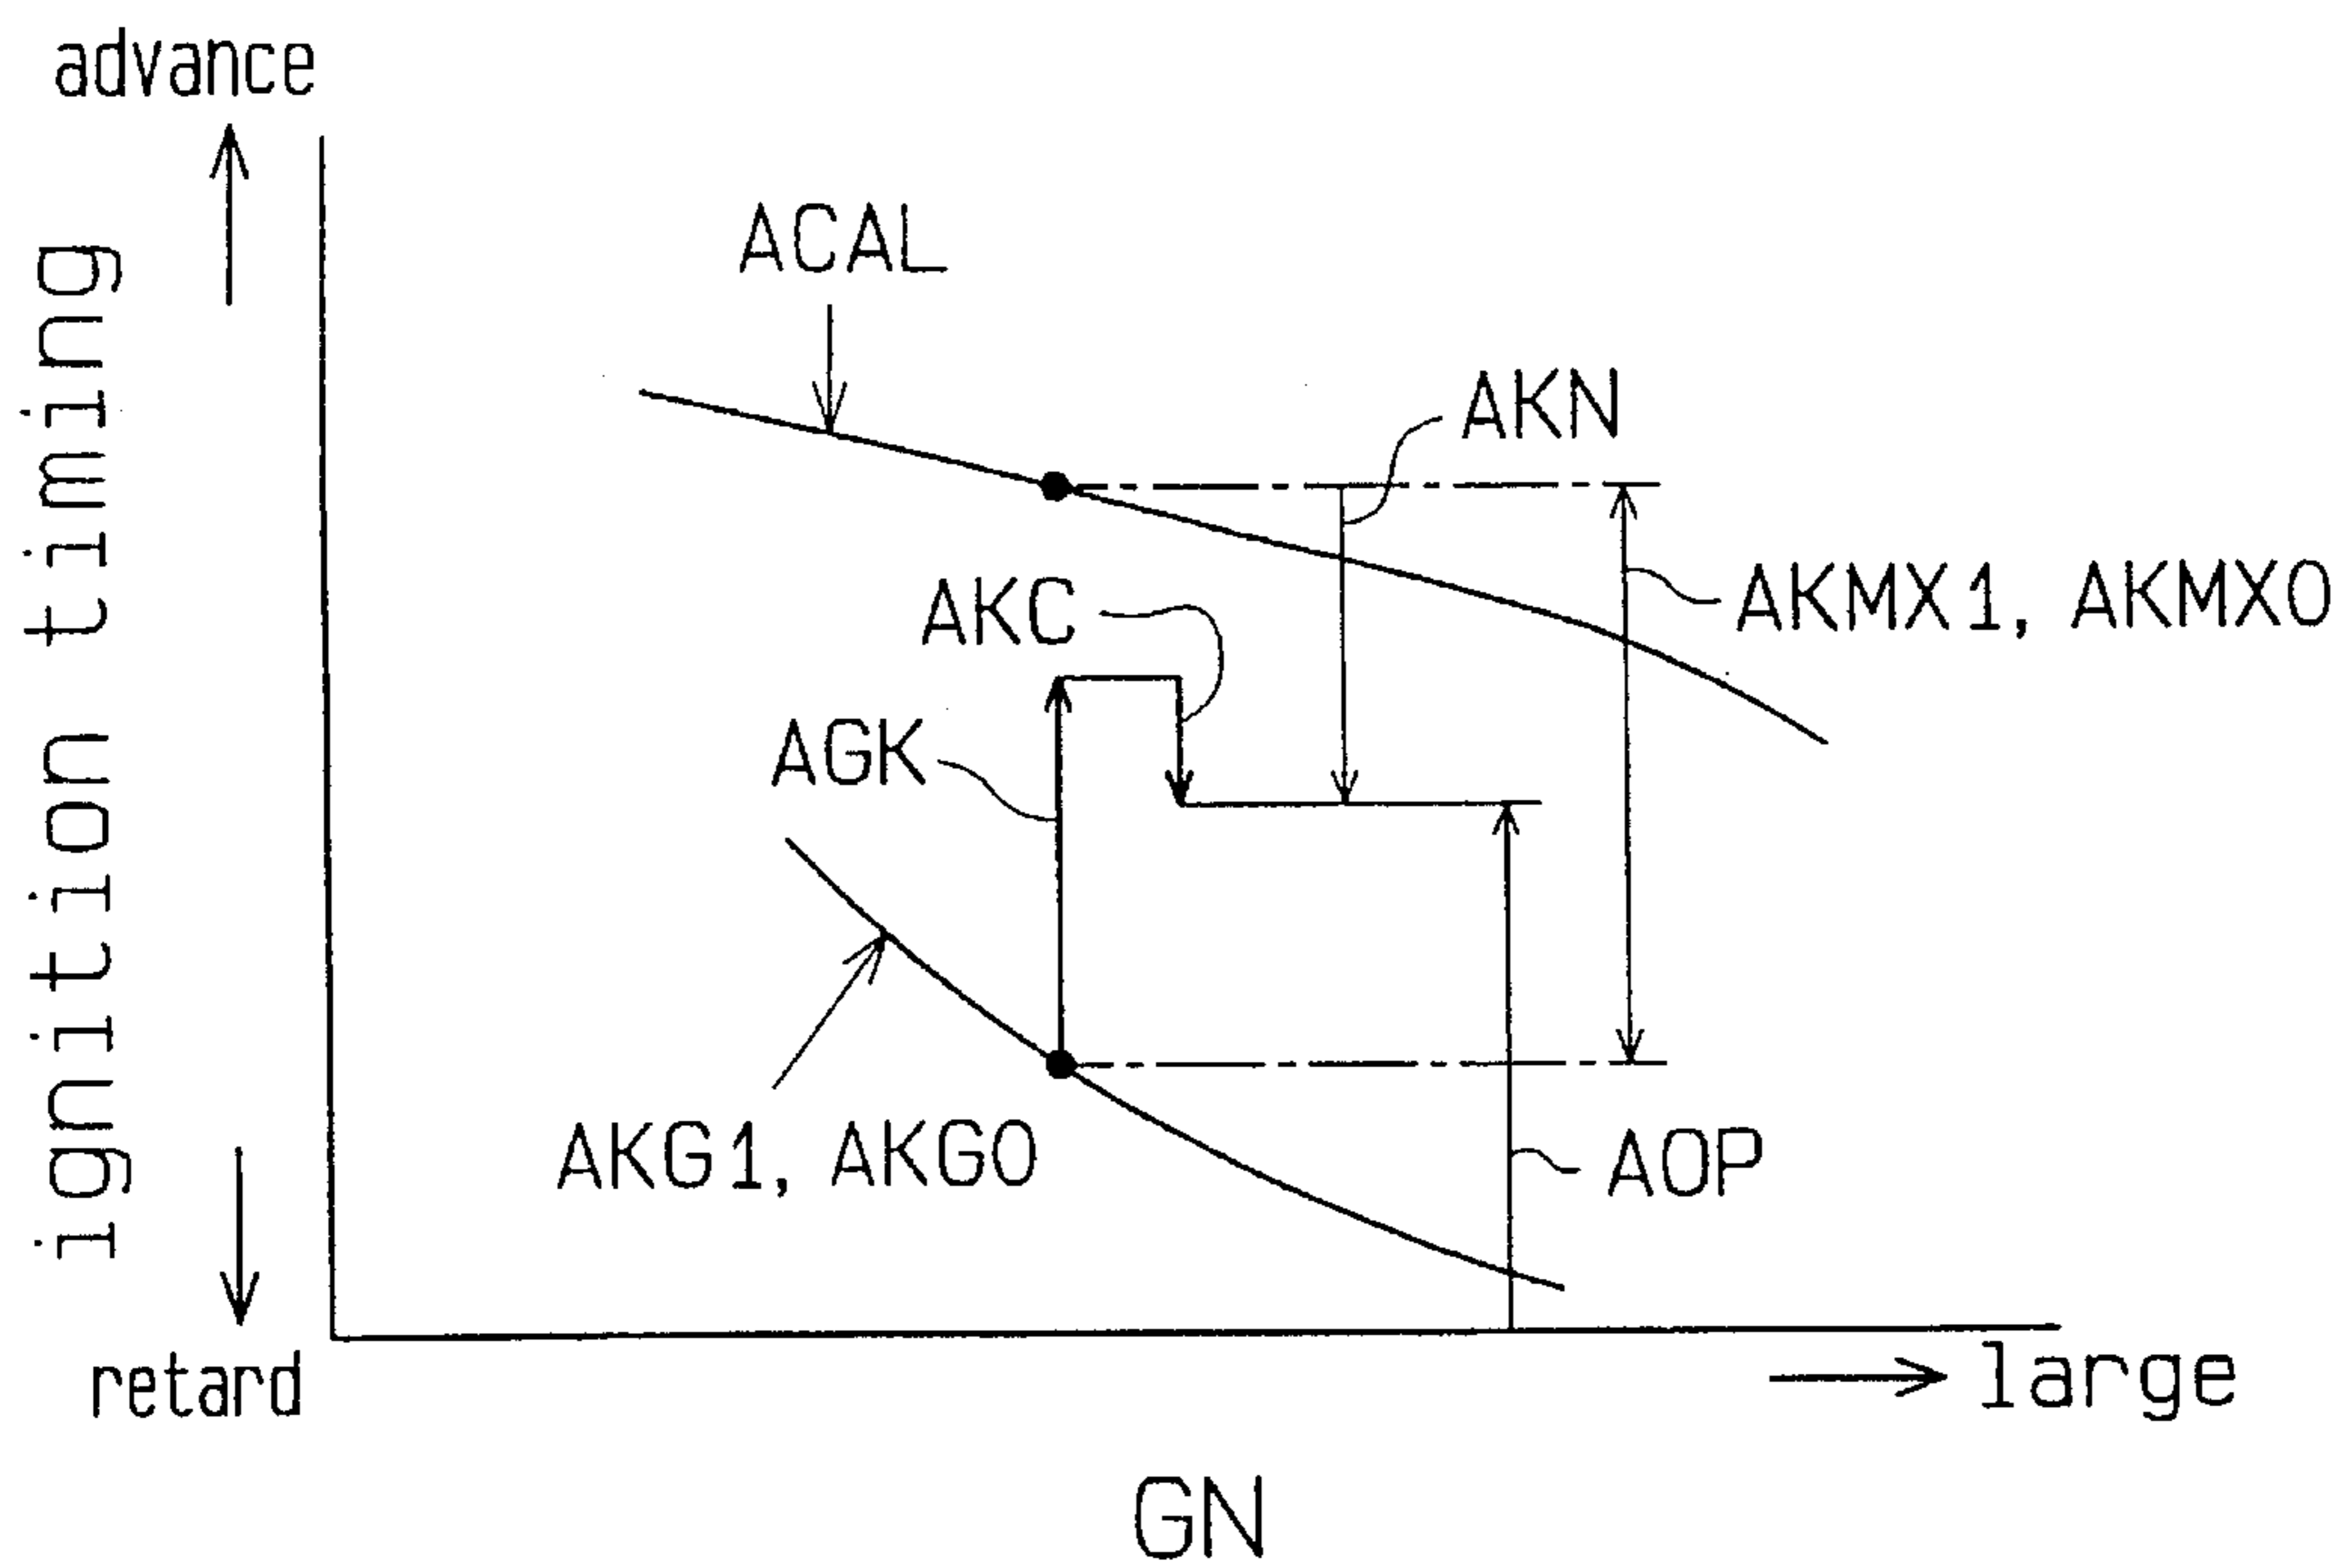 advance
ignition timing
ACAL
AKN
AKC
AKMX1, AKMX0
AGK
AKG1, AKG0
AOP
retard
large
GN